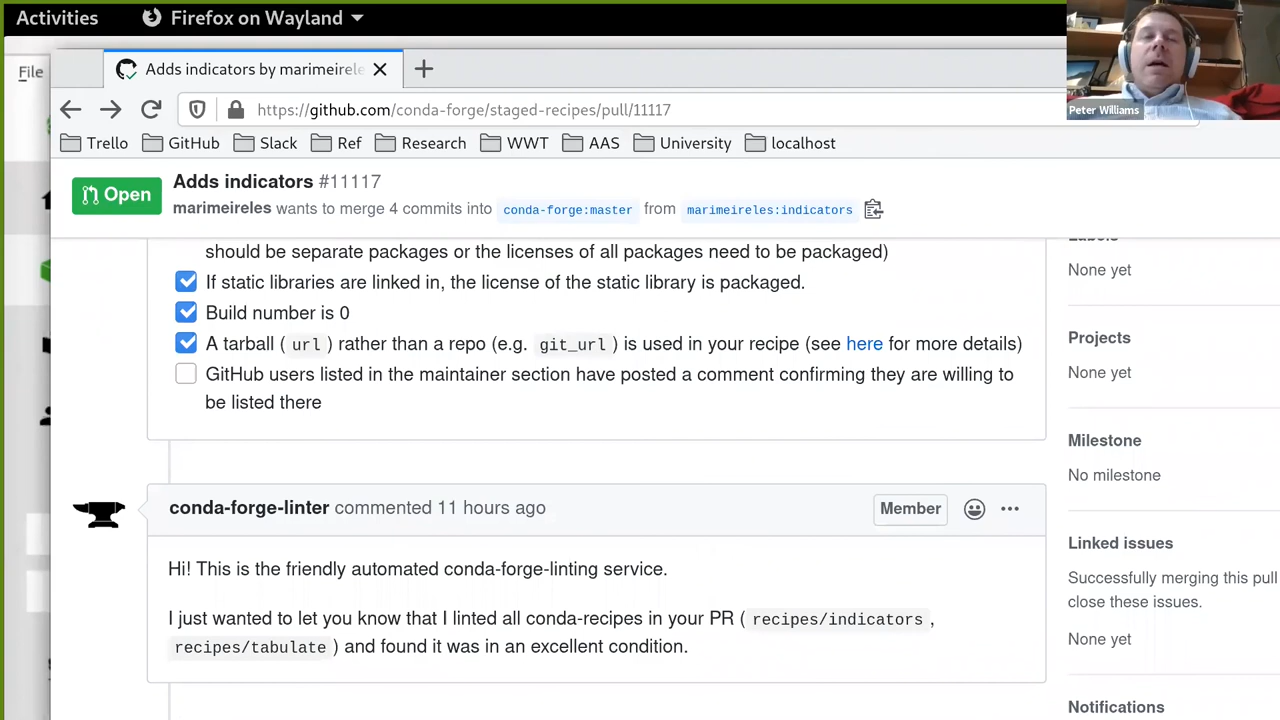 Activities Firefox on Wayland
Peter Williams
File
Adds indicators by marimeirele
https://github.com/conda-forge/staged-recipes/pull/11117
Trello GitHub Slack Ref Research WWT AAS University localhost
Open
Adds indicators #11117
marimeireles wants to merge 4 commits into conda-forge:master from marimeireles:indicators
should be separate packages or the licenses of all packages need to be packaged)
If static libraries are linked in, the license of the static library is packaged.
Build number is 0
A tarball ( url ) rather than a repo (e.g. git_url ) is used in your recipe (see here for more details)
GitHub users listed in the maintainer section have posted a comment confirming they are willing to
be listed there
conda-forge-linter commented 11 hours ago
Member
Hi! This is the friendly automated conda-forge-linting service.
I just wanted to let you know that I linted all conda-recipes in your PR ( recipes/indicators ,
recipes/tabulate ) and found it was in an excellent condition.
Labels
None yet
Projects
None yet
Milestone
No milestone
Linked issues
Successfully merging this pull
close these issues.
None yet
Notifications